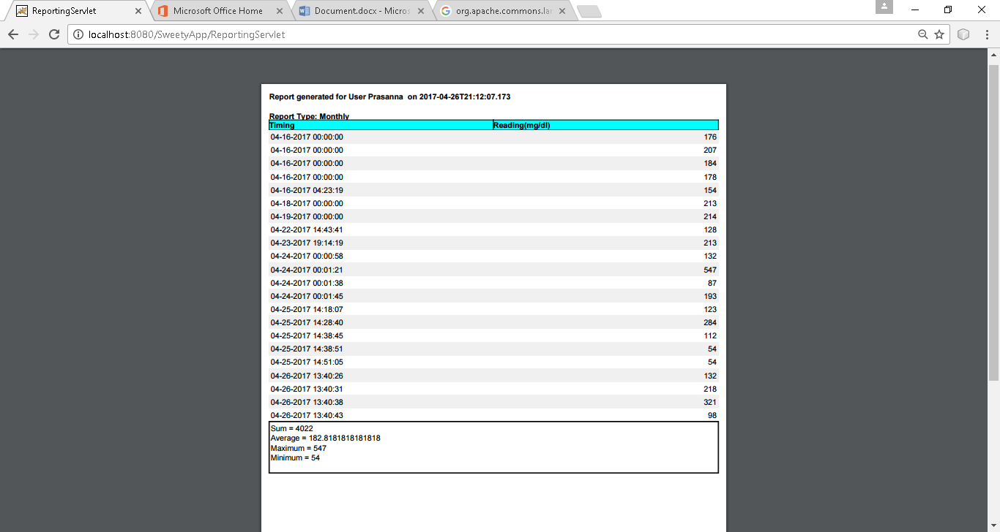 ReportingServlet
Microsoft Office Home
Document.docx - Micros
org.apache.commons.lan
localhost:8080/SweetyApp/ReportingServlet
Report generated for User Prasanna on 2017-04-26T21:12:07.173
Report Type: Monthly
Timing Reading(mg/dl)
04-16-2017 00:00:00 176
04-16-2017 00:00:00 207
04-16-2017 00:00:00 184
04-16-2017 00:00:00 178
04-16-2017 04:23:19 154
04-18-2017 00:00:00 213
04-19-2017 00:00:00 214
04-22-2017 14:43:41 128
04-23-2017 19:14:19 213
04-24-2017 00:00:58 132
04-24-2017 00:01:21 547
04-24-2017 00:01:38 87
04-24-2017 00:01:45 193
04-25-2017 14:18:07 123
04-25-2017 14:28:40 284
04-25-2017 14:38:45 112
04-25-2017 14:38:51 54
04-25-2017 14:51:05 54
04-26-2017 13:40:26 132
04-26-2017 13:40:31 218
04-26-2017 13:40:38 321
04-26-2017 13:40:43 98
Sum = 4022
Average = 182.8181818181818
Maximum = 547
Minimum = 54